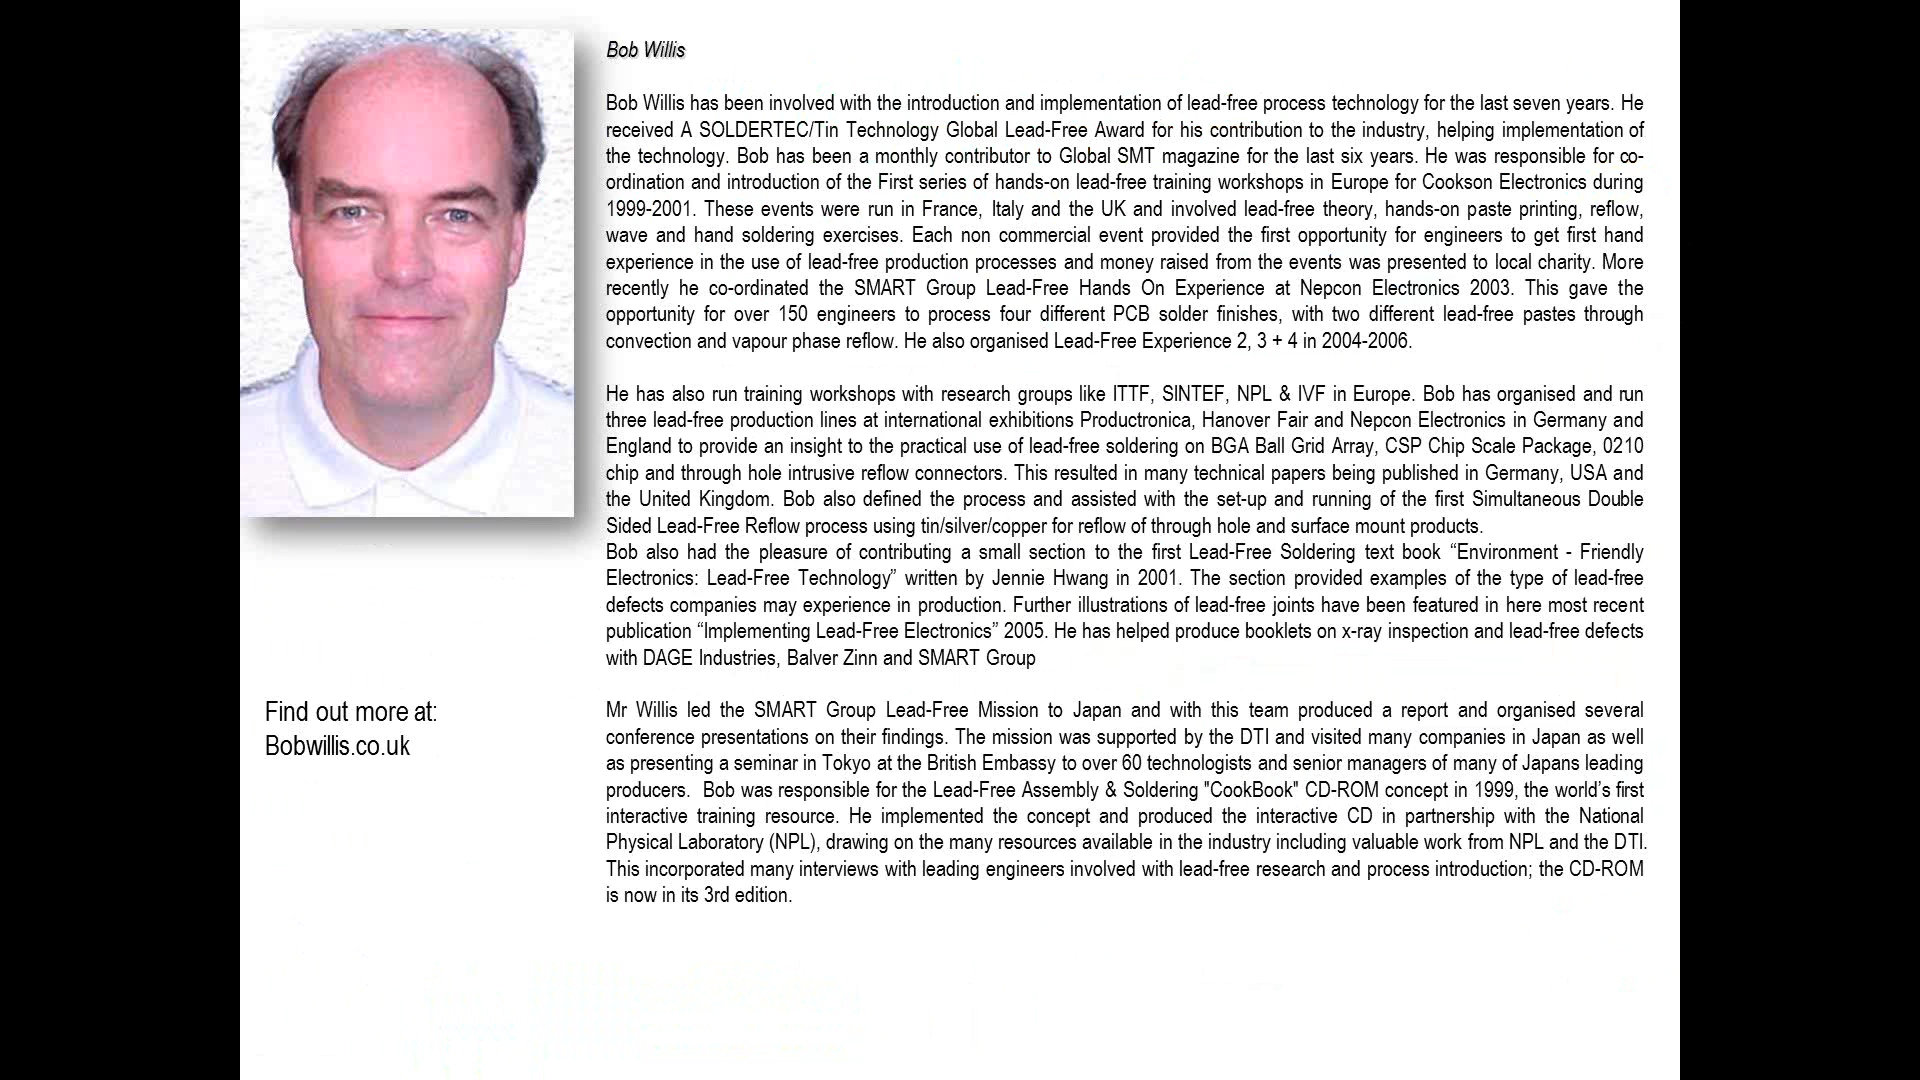 Bob Willis
Bob Willis has been involved with the introduction and implementation of lead-free process technology for the last seven years. He
received A SOLDERTEC/Tin Technology Global Lead-Free Award for his contribution to the industry, helping implementation of
the technology. Bob has been a monthly contributor to Global SMT magazine for the last six years. He was responsible for co-
ordination and introduction of the First series of hands-on lead-free training workshops in Europe for Cookson Electronics during
1999-2001. These events were run in France, Italy and the UK and involved lead-free theory, hands-on paste printing, reflow,
wave and hand soldering exercises. Each non commercial event provided the first opportunity for engineers to get first hand
experience in the use of lead-free production processes and money raised from the events was presented to local charity. More
recently he co-ordinated the SMART Group Lead-Free Hands On Experience at Nepcon Electronics 2003. This gave the
opportunity for over 150 engineers to process four different PCB solder finishes, with two different lead-free pastes through
convection and vapour phase reflow. He also organised Lead-Free Experience 2, 3 + 4 in 2004-2006.
He has also run training workshops with research groups like ITTF, SINTEF, NPL & IVF in Europe. Bob has organised and run
three lead-free production lines at international exhibitions Productronica, Hanover Fair and Nepcon Electronics in Germany and
England to provide an insight to the practical use of lead-free soldering on BGA Ball Grid Array, CSP Chip Scale Package, 0210
chip and through hole intrusive reflow connectors. This resulted in many technical papers being published in Germany, USA and
the United Kingdom. Bob also defined the process and assisted with the set-up and running of the first Simultaneous Double
Sided Lead-Free Reflow process using tin/silver/copper for reflow of through hole and surface mount products.
Bob also had the pleasure of contributing a small section to the first Lead-Free Soldering text book “Environment - Friendly
Electronics: Lead-Free Technology” written by Jennie Hwang in 2001. The section provided examples of the type of lead-free
defects companies may experience in production. Further illustrations of lead-free joints have been featured in here most recent
publication “Implementing Lead-Free Electronics” 2005. He has helped produce booklets on x-ray inspection and lead-free defects
with DAGE Industries, Balver Zinn and SMART Group
Find out more at:
Bobwillis.co.uk
Mr Willis led the SMART Group Lead-Free Mission to Japan and with this team produced a report and organised several
conference presentations on their findings. The mission was supported by the DTI and visited many companies in Japan as well
as presenting a seminar in Tokyo at the British Embassy to over 60 technologists and senior managers of many of Japans leading
producers.  Bob was responsible for the Lead-Free Assembly & Soldering "CookBook" CD-ROM concept in 1999, the world’s first
interactive training resource. He implemented the concept and produced the interactive CD in partnership with the National
Physical Laboratory (NPL), drawing on the many resources available in the industry including valuable work from NPL and the DTI.
This incorporated many interviews with leading engineers involved with lead-free research and process introduction; the CD-ROM
is now in its 3rd edition.